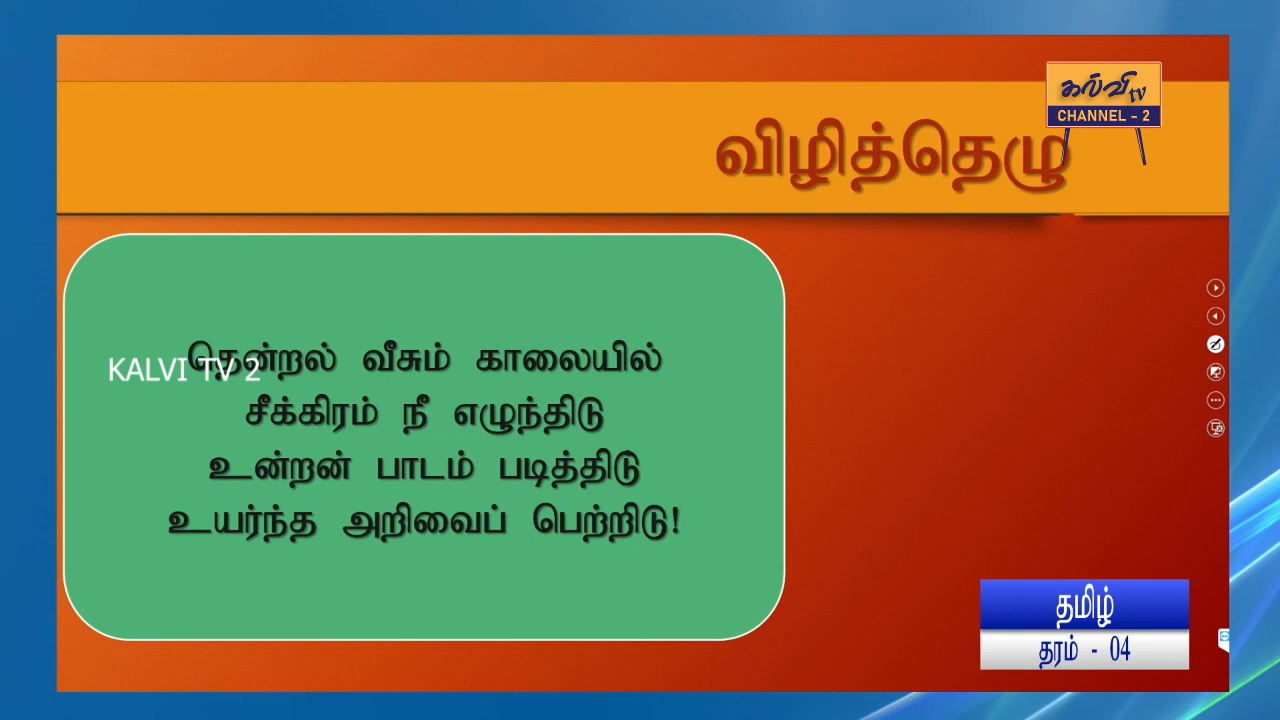 கல்வி tv
CHANNEL - 2
விழித்தெழு
தென்றல் வீசும் காலையில்
KALVI TV 2
சீக்கிரம் நீ எழுந்திடு
உன்றன் பாடம் படித்திடு
உயர்ந்த அறிவைப் பெற்றிடு!
தமிழ்
தரம் - 04